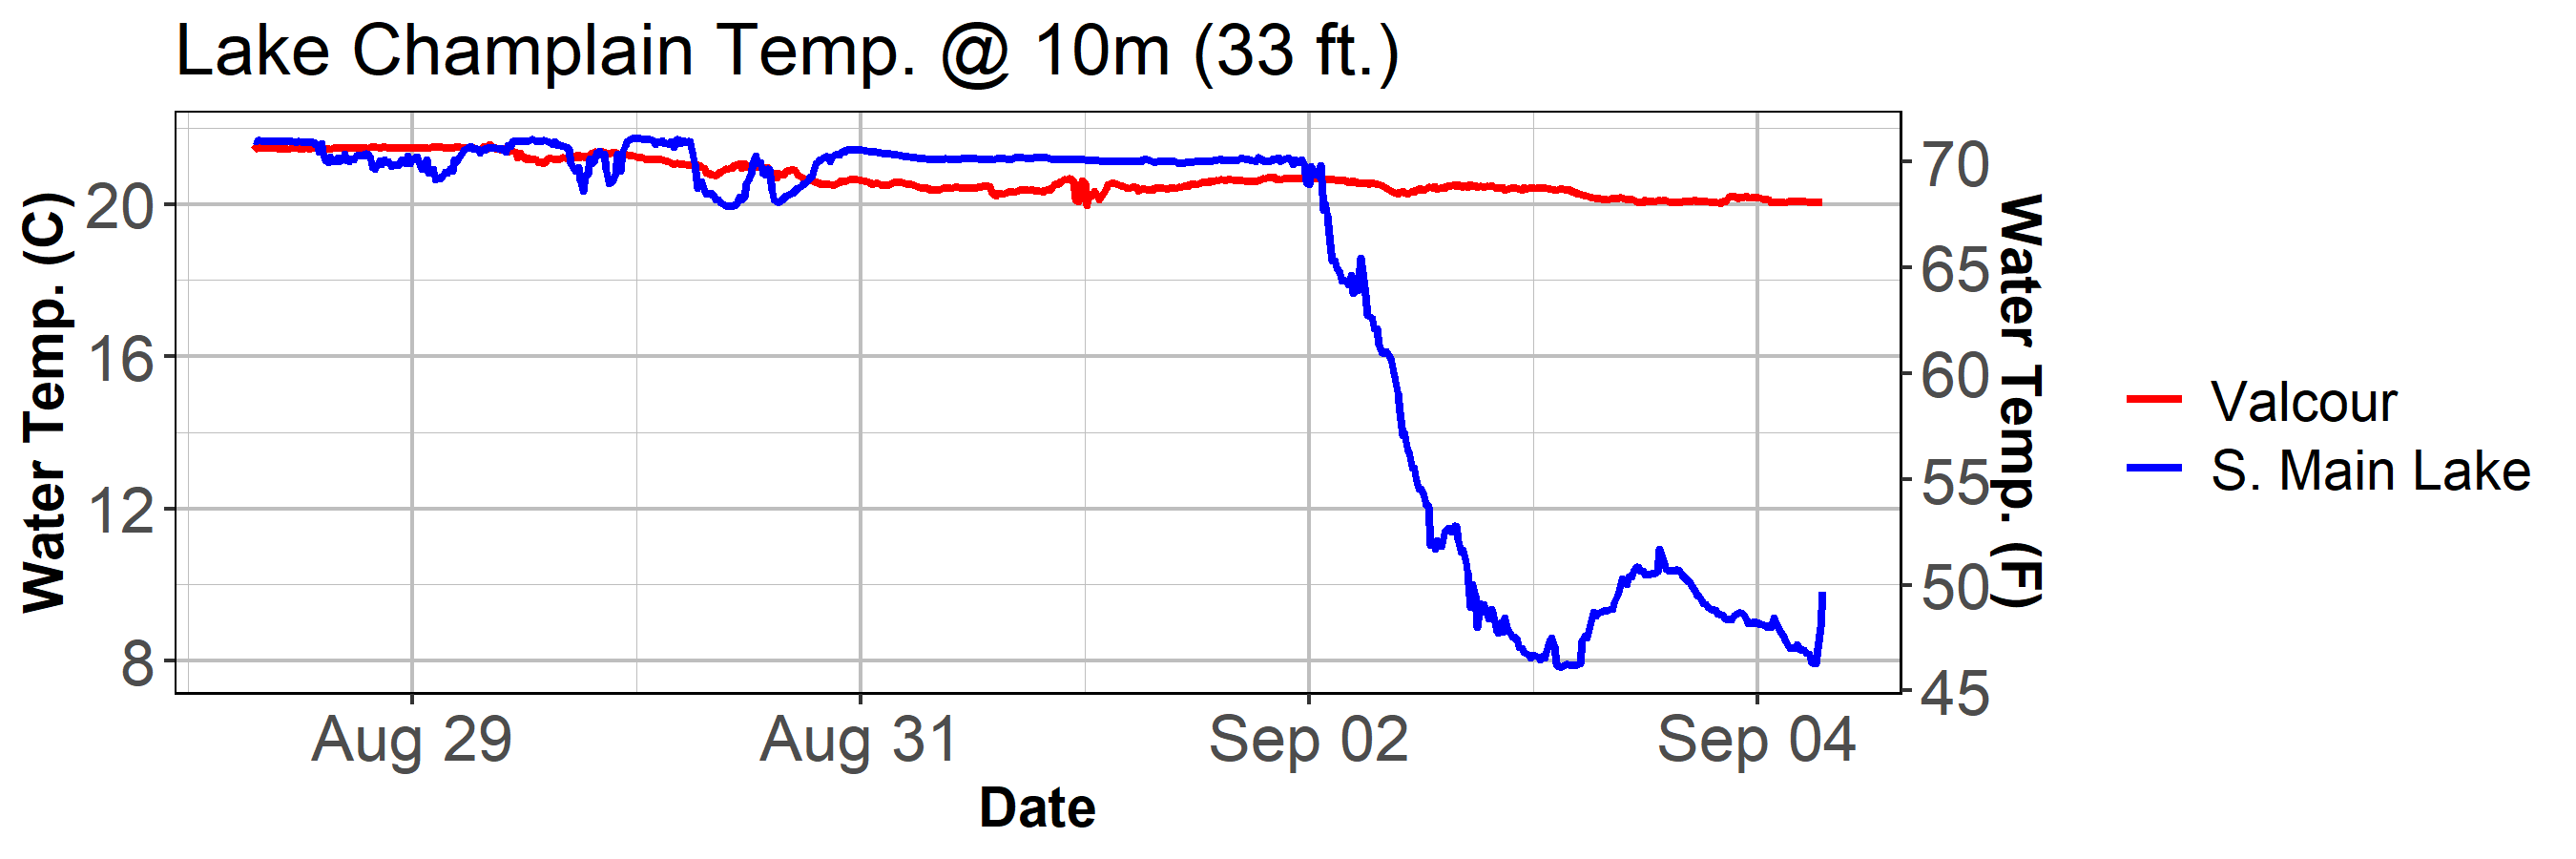 Lake Champlain Temp. @ 10m (33 ft.)
Water Temp. (C)
20
16
12
8
70
65
60
55
50
45
Water Temp. (F)
Aug 29
Aug 31
Sep 02
Sep 04
Date
Valcour
S. Main Lake